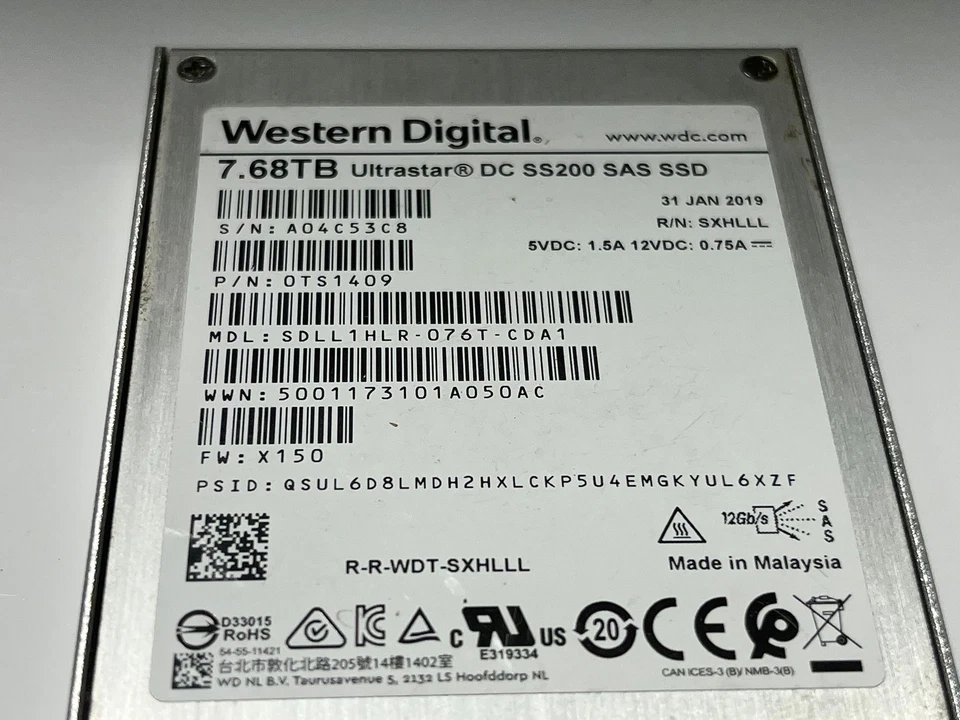 Western Digital® www.wdc.com
7.68TB Ultrastar® DC SS200 SAS SSD
31 JAN 2019
S/N: A04C53C8
R/N: SXHLLL
5VDC: 1.5A 12VDC: 0.75A
P/N: 0TS1409
MDL: SDLL1HLR-076T-CDA1
WWN: 5001173101A050AC
FW: X150
PSID: QSUL6D8LMDH2HXLCKP5U4EMGKYUL6XZF
12Gb/s SAS
R-R-WDT-SXHLLL
Made in Malaysia
D33015
RoHS
c RU US
20
CE
E319334
54-55-11421
台北市敦化北路205號14樓1402室
WD NL B.V. Taurusavenue 5, 2132 LS Hoofddorp NL
CAN ICES-3 (B)/ NMB-3(B)